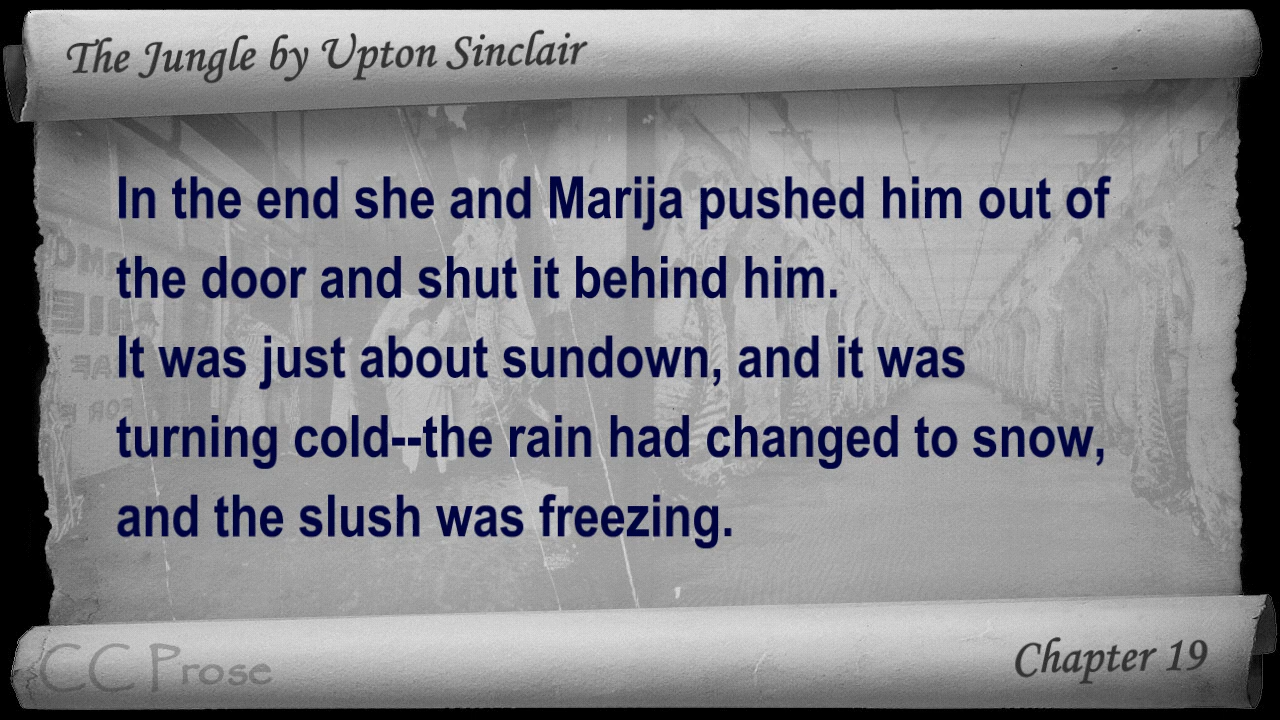 The Jungle by Upton Sinclair
In the end she and Marija pushed him out of
the door and shut it behind him.
It was just about sundown, and it was
turning cold--the rain had changed to snow,
and the slush was freezing.
CC Prose
Chapter 19